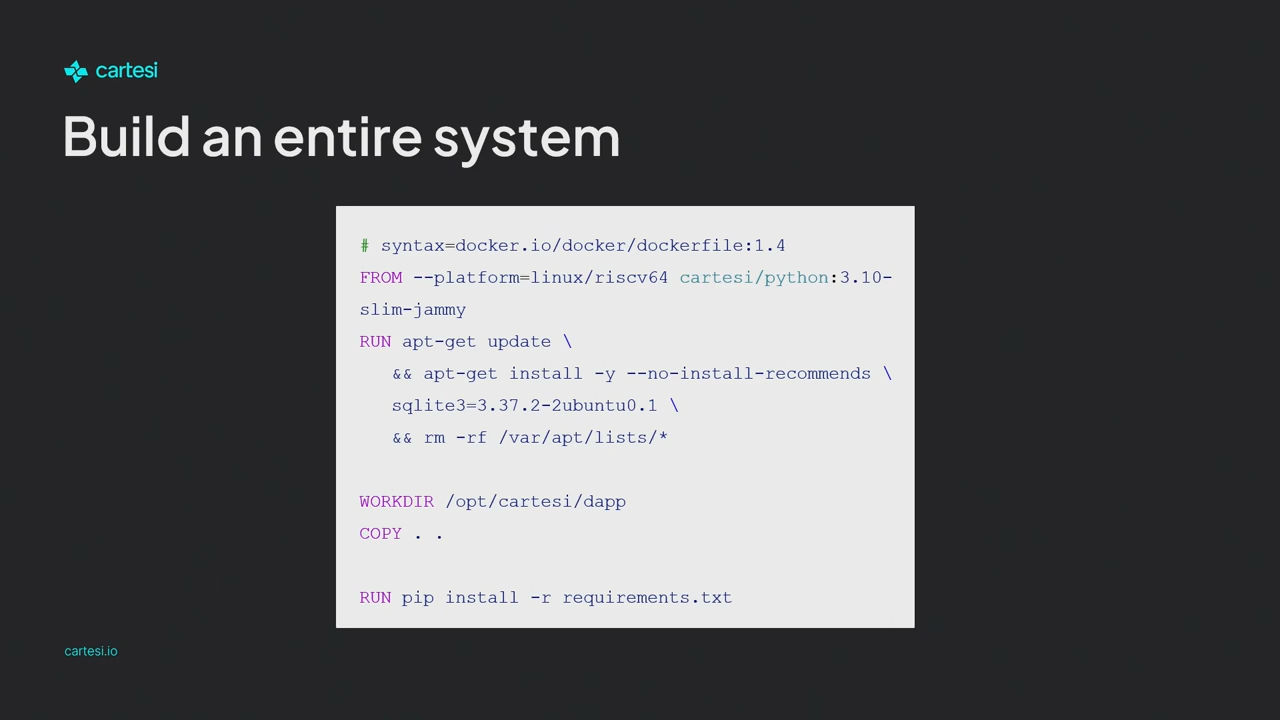 cartesi
Build an entire system
# syntax=docker.io/docker/dockerfile:1.4
FROM --platform=linux/riscv64 cartesi/python:3.10-
slim-jammy
RUN apt-get update \
&& apt-get install -y --no-install-recommends \
sqlite3=3.37.2-2ubuntu0.1 \
&& rm -rf /var/apt/lists/*
WORKDIR /opt/cartesi/dapp
COPY . .
RUN pip install -r requirements.txt
cartesi.io